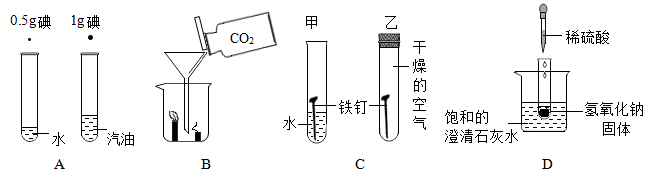 0.5g碘 1g碘
水 汽油
A
CO₂
B
甲 乙
铁钉
水
干燥的空气
C
稀硫酸
饱和的
澄清石灰水
氢氧化钠
固体
D